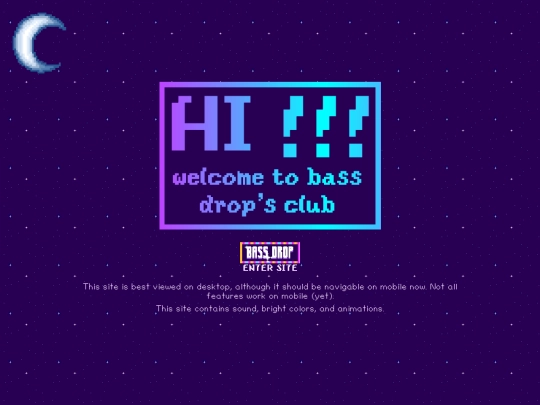 HI !!!
welcome to bass
drop's club
BASS DROP
ENTER SITE
This site is best viewed on desktop, although it should be navigable on mobile now. Not all
features work on mobile (yet).
This site contains sound, bright colors, and animations.